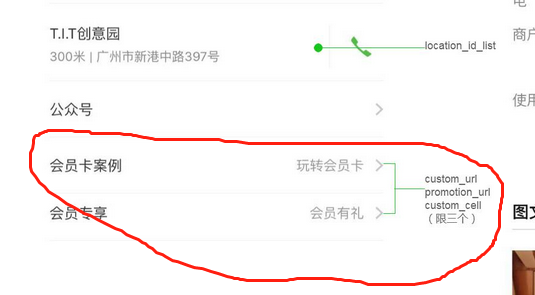 电
T.I.T创意园
300米 | 广州市新港中路397号
location_id_list
商户
使用
公众号
会员卡案例
玩转会员卡
会员专享
会员有礼
custom_url
promotion_url
custom_cell
（限三个）
图文